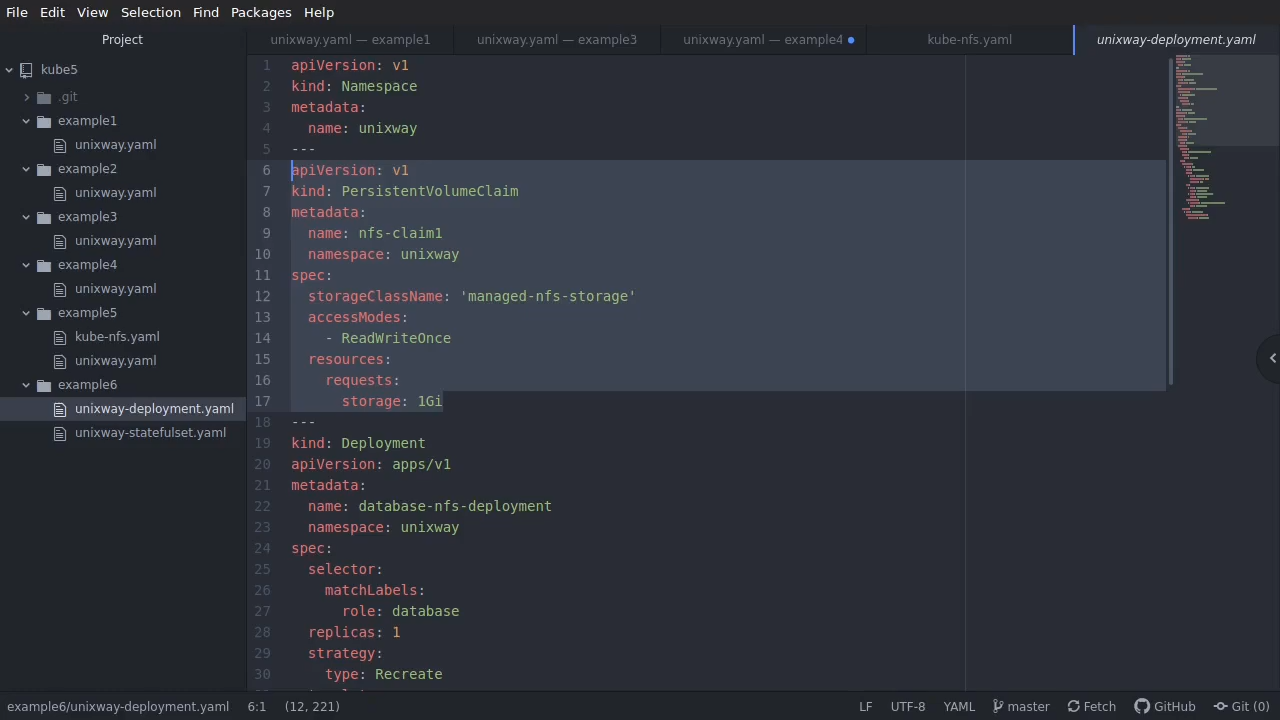 File Edit View Selection Find Packages Help
Project
unixway.yaml — example1
unixway.yaml — example3
unixway.yaml — example4
kube-nfs.yaml
unixway-deployment.yaml
kube5
.git
example1
unixway.yaml
example2
unixway.yaml
example3
unixway.yaml
example4
unixway.yaml
example5
kube-nfs.yaml
unixway.yaml
example6
unixway-deployment.yaml
unixway-statefulset.yaml
1 apiVersion: v1
2 kind: Namespace
3 metadata:
4   name: unixway
5 ---
6 apiVersion: v1
7 kind: PersistentVolumeClaim
8 metadata:
9   name: nfs-claim1
10   namespace: unixway
11 spec:
12   storageClassName: 'managed-nfs-storage'
13   accessModes:
14     - ReadWriteOnce
15   resources:
16     requests:
17       storage: 1Gi
18 ---
19 kind: Deployment
20 apiVersion: apps/v1
21 metadata:
22   name: database-nfs-deployment
23   namespace: unixway
24 spec:
25   selector:
26     matchLabels:
27       role: database
28   replicas: 1
29   strategy:
30     type: Recreate
example6/unixway-deployment.yaml 6:1 (12, 221) LF UTF-8 YAML master Fetch GitHub Git (0)